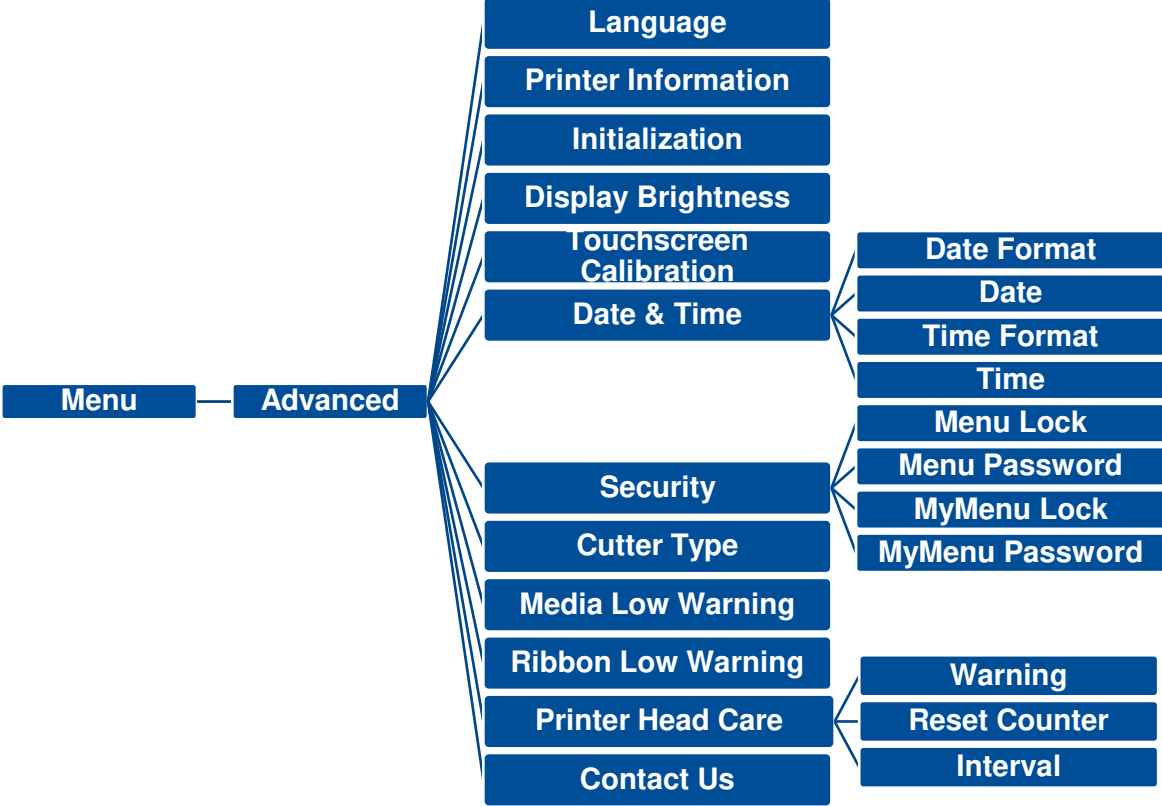 Language
Printer Information
Initialization
Display Brightness
Touchscreen
Calibration
Date & Time
Date Format
Date
Time Format
Time
Menu
Advanced
Menu Lock
Menu Password
MyMenu Lock
MyMenu Password
Security
Cutter Type
Media Low Warning
Ribbon Low Warning
Printer Head Care
Warning
Reset Counter
Interval
Contact Us